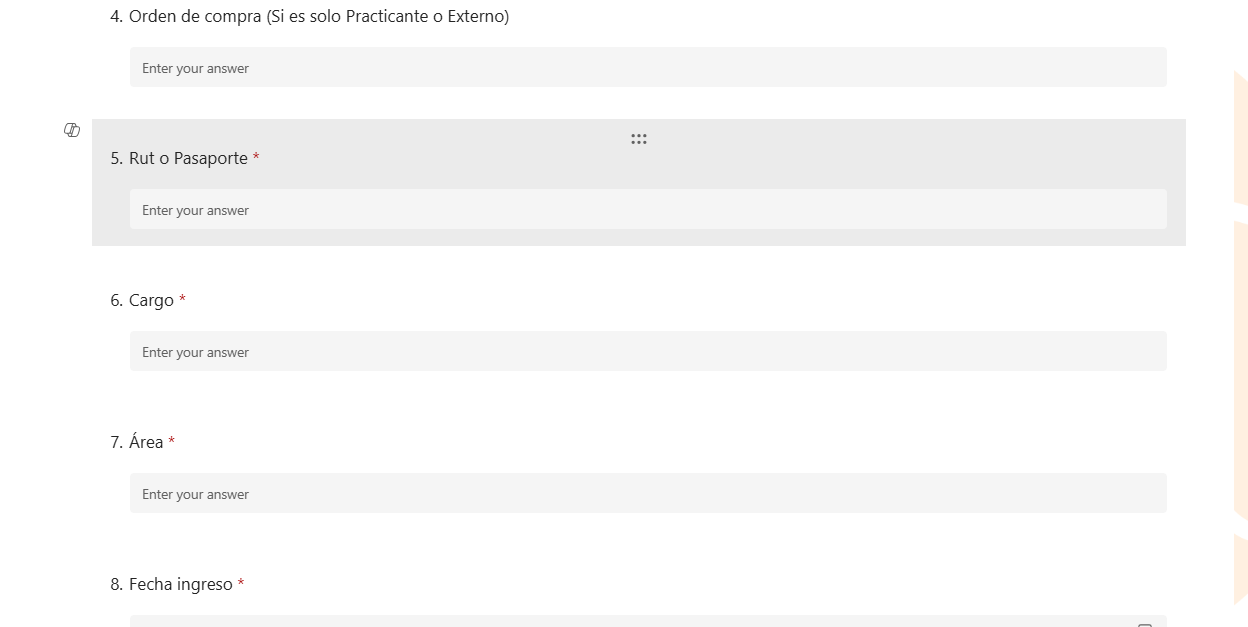 4. Orden de compra (Si es solo Practicante o Externo)
Enter your answer
5. Rut o Pasaporte *
Enter your answer
6. Cargo *
Enter your answer
7. Área *
Enter your answer
8. Fecha ingreso *